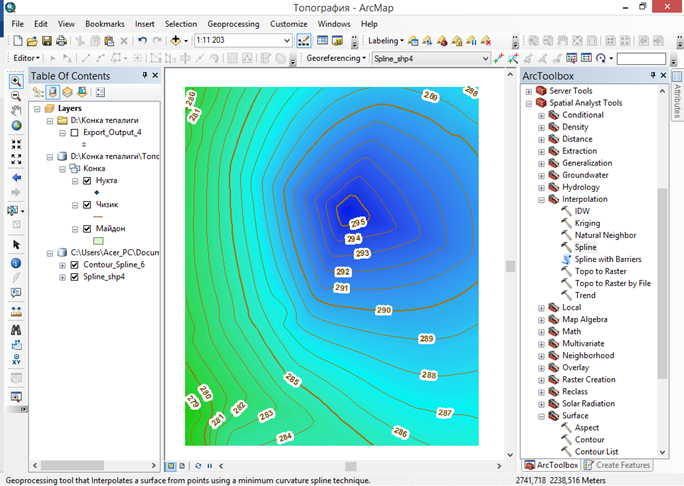 Топография - ArcMap
File Edit View Bookmarks Insert Selection Geoprocessing Customize Windows Help
1:11 203 Labeling
Editor Georeferencing Spline_shp4
Table Of Contents
Layers
D:\Конка тепалиги
Export_Output_4
D:\Конка тепалиги\Топо
Конка
Нукта
Чизик
Майдон
C:\Users\Acer_PC\Docum
Contour_Spline_6
Spline_shp4
280
281
289
288
295
294
293
292
291
290
289
288
287
286
285
284
283
282
281
280
279
ArcToolbox
Server Tools
Spatial Analyst Tools
Conditional
Density
Distance
Extraction
Generalization
Groundwater
Hydrology
Interpolation
IDW
Kriging
Natural Neighbor
Spline
Spline with Barriers
Topo to Raster
Topo to Raster by File
Trend
Local
Map Algebra
Math
Multivariate
Neighborhood
Overlay
Raster Creation
Reclass
Solar Radiation
Surface
Aspect
Contour
Contour List
ArcToolbox Create Features
Attributes
Geoprocessing tool that Interpolates a surface from points using a minimum curvature spline technique.
2741,718 2238,516 Meters